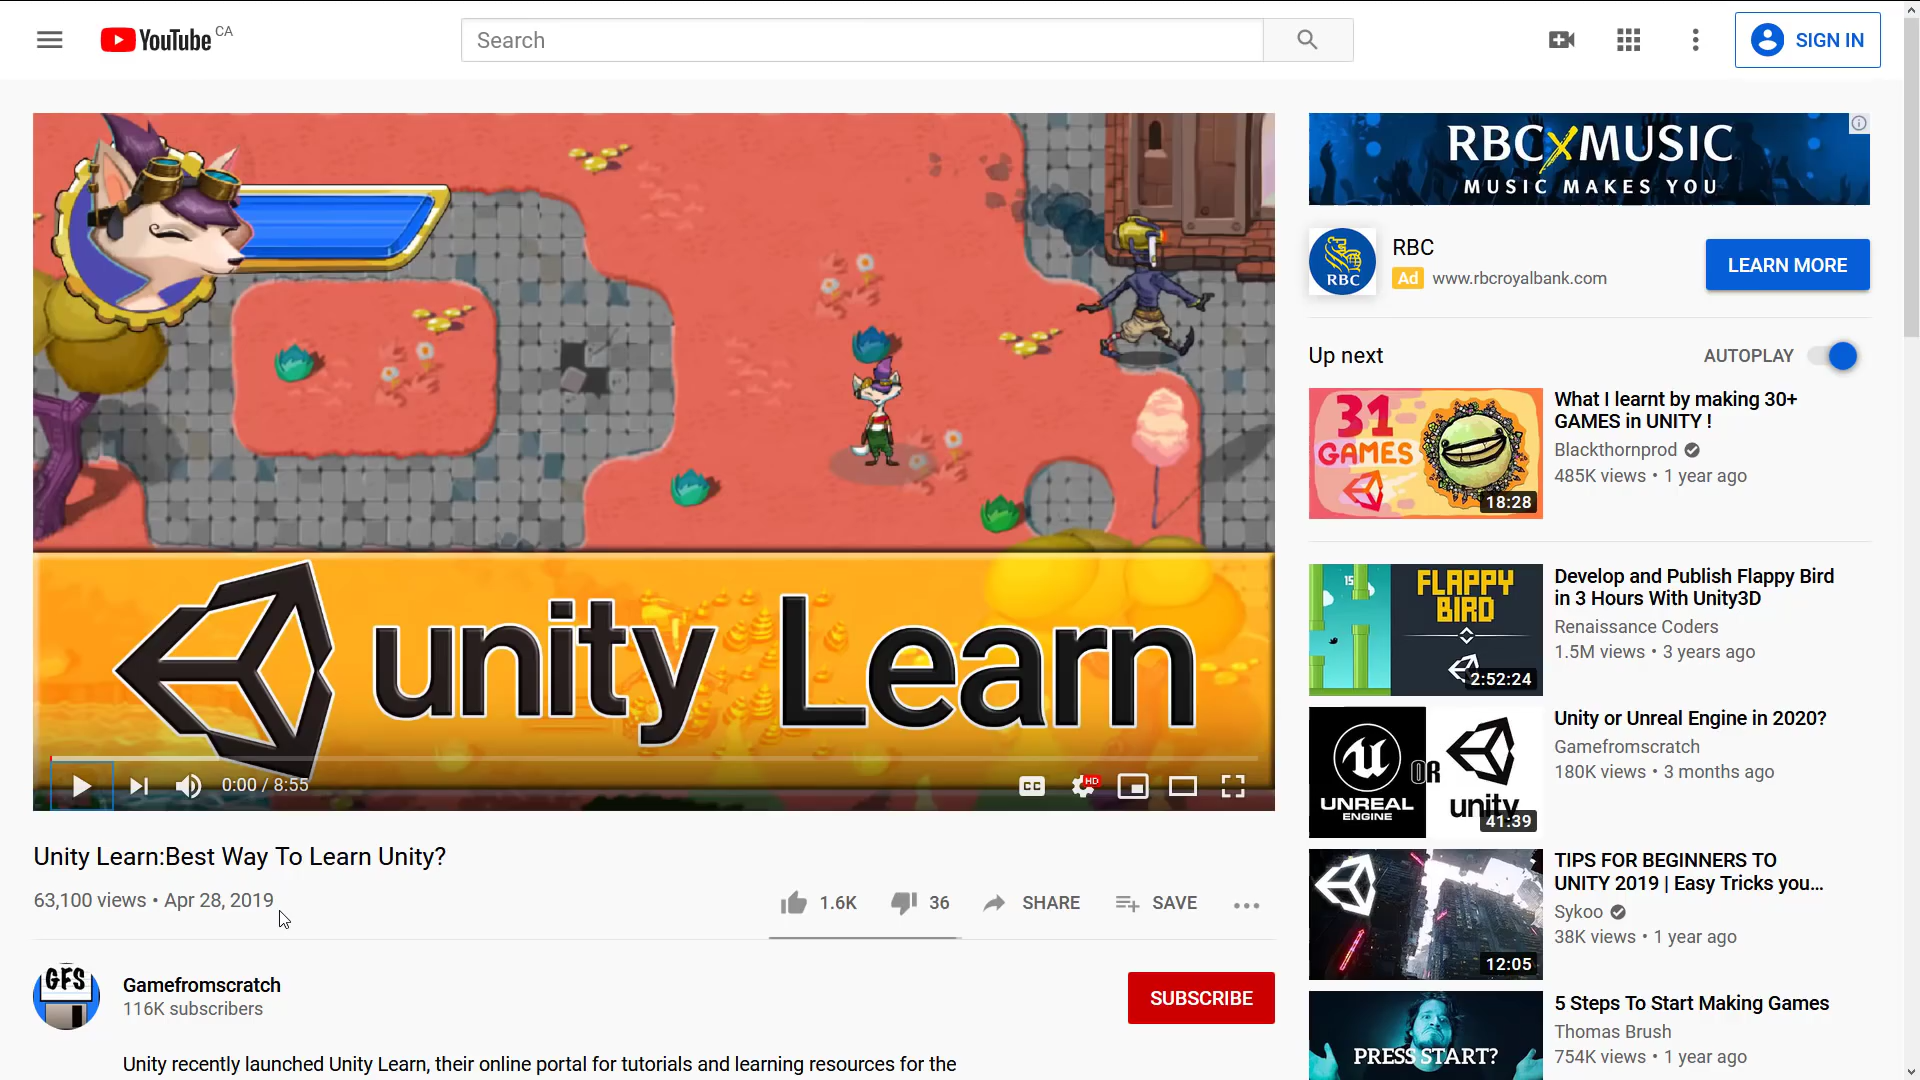 YouTube CA
Search
SIGN IN
unity Learn
0:00 / 8:55
CC
HD
Unity Learn:Best Way To Learn Unity?
63,100 views • Apr 28, 2019
1.6K
36
SHARE
SAVE
GFS
Gamefromscratch
116K subscribers
SUBSCRIBE
Unity recently launched Unity Learn, their online portal for tutorials and learning resources for the
RBCxMUSIC
MUSIC MAKES YOU
RBC
RBC
Ad www.rbcroyalbank.com
LEARN MORE
Up next
AUTOPLAY
31
GAMES
18:28
What I learnt by making 30+
GAMES in UNITY !
Blackthornprod
485K views • 1 year ago
15
FLAPPY
BIRD
2:52:24
Develop and Publish Flappy Bird
in 3 Hours With Unity3D
Renaissance Coders
1.5M views • 3 years ago
UNREAL
ENGINE
OR
unity
41:39
Unity or Unreal Engine in 2020?
Gamefromscratch
180K views • 3 months ago
12:05
TIPS FOR BEGINNERS TO
UNITY 2019 | Easy Tricks you...
Sykoo
38K views • 1 year ago
PRESS START?
5 Steps To Start Making Games
Thomas Brush
754K views • 1 year ago